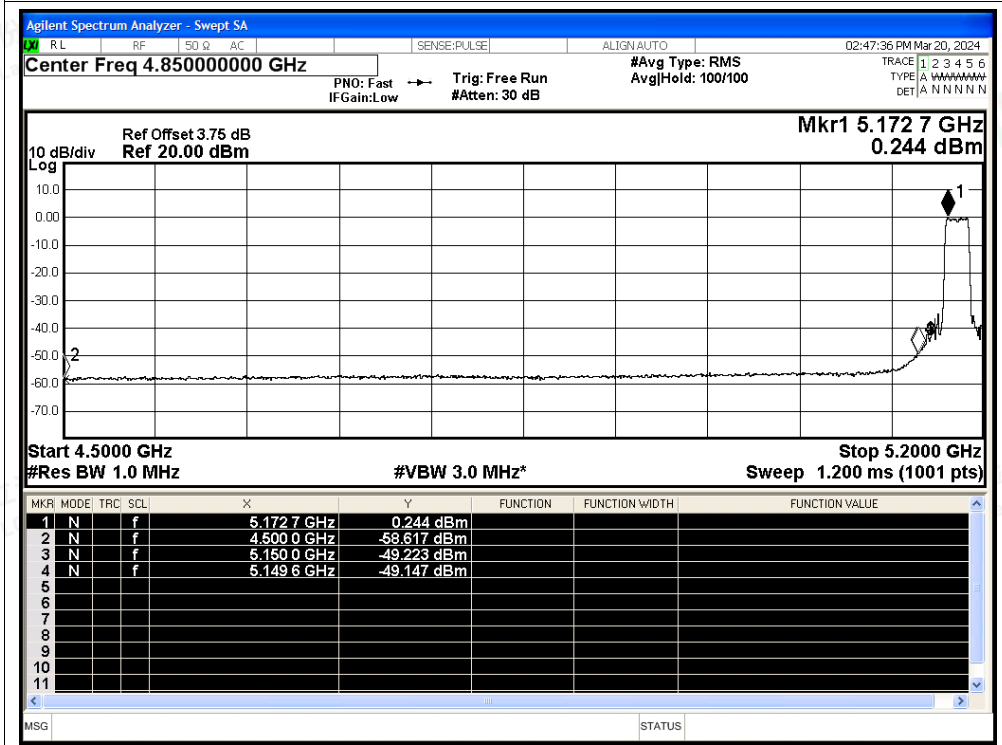 Agilent Spectrum Analyzer - Swept SA
LXI RL RF 50 Ω AC SENSE:PULSE ALIGN AUTO 02:47:36 PM Mar 20, 2024
Center Freq 4.850000000 GHz #Avg Type: RMS TRACE 1 2 3 4 5 6
PNO: Fast Trig: Free Run Avg|Hold: 100/100 TYPE A WWWWW
IFGain:Low #Atten: 30 dB DET A N N N N N
Mkr1 5.172 7 GHz
Ref Offset 3.75 dB
10 dB/div Ref 20.00 dBm 0.244 dBm
Log
10.0
0.00
-10.0
-20.0
-30.0
-40.0
-50.0
-60.0
-70.0
1
2
Start 4.5000 GHz Stop 5.2000 GHz
#Res BW 1.0 MHz #VBW 3.0 MHz* Sweep 1.200 ms (1001 pts)
MKR MODE TRC SCL X Y FUNCTION FUNCTION WIDTH FUNCTION VALUE
1 N f 5.172 7 GHz 0.244 dBm
2 N f 4.500 0 GHz -58.617 dBm
3 N f 5.150 0 GHz -49.223 dBm
4 N f 5.149 6 GHz -49.147 dBm
5
6
7
8
9
10
11
MSG STATUS